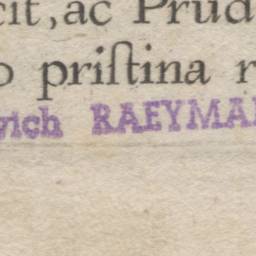 cit, ac Prud
o priſtina r
vich RAEYMA